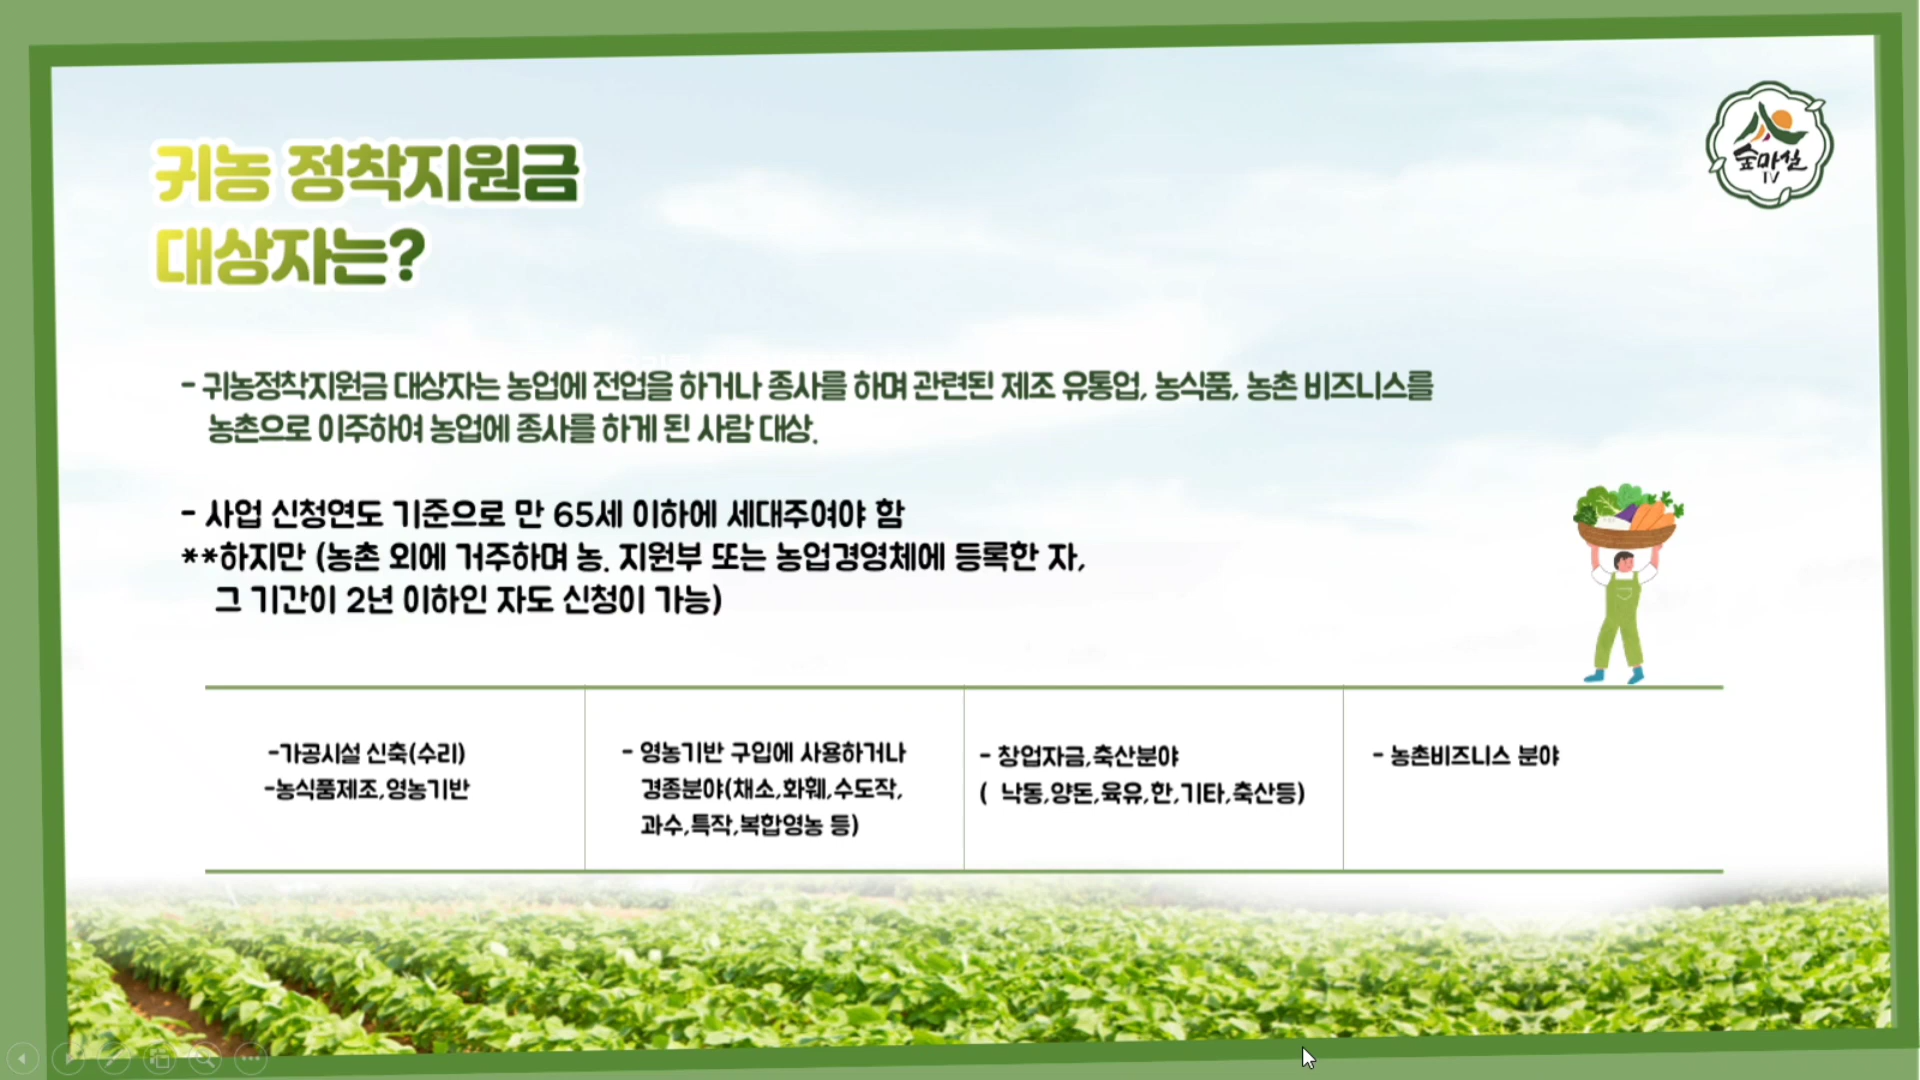 귀농 정착지원금
대상자는?
숲마실
TV
- 귀농정착지원금 대상자는 농업에 전업을 하거나 종사를 하며 관련된 제조 유통업, 농식품, 농촌 비즈니스를
농촌으로 이주하여 농업에 종사를 하게 된 사람 대상.
- 사업 신청연도 기준으로 만 65세 이하에 세대주여야 함
**하지만 (농촌 외에 거주하며 농. 지원부 또는 농업경영체에 등록한 자,
그 기간이 2년 이하인 자도 신청이 가능)
-가공시설 신축(수리)
-농식품제조,영농기반
- 영농기반 구입에 사용하거나
경종분야(채소,화훼,수도작,
과수,특작,복합영농 등)
- 창업자금,축산분야
( 낙동,양돈,육유,한,기타,축산등)
- 농촌비즈니스 분야